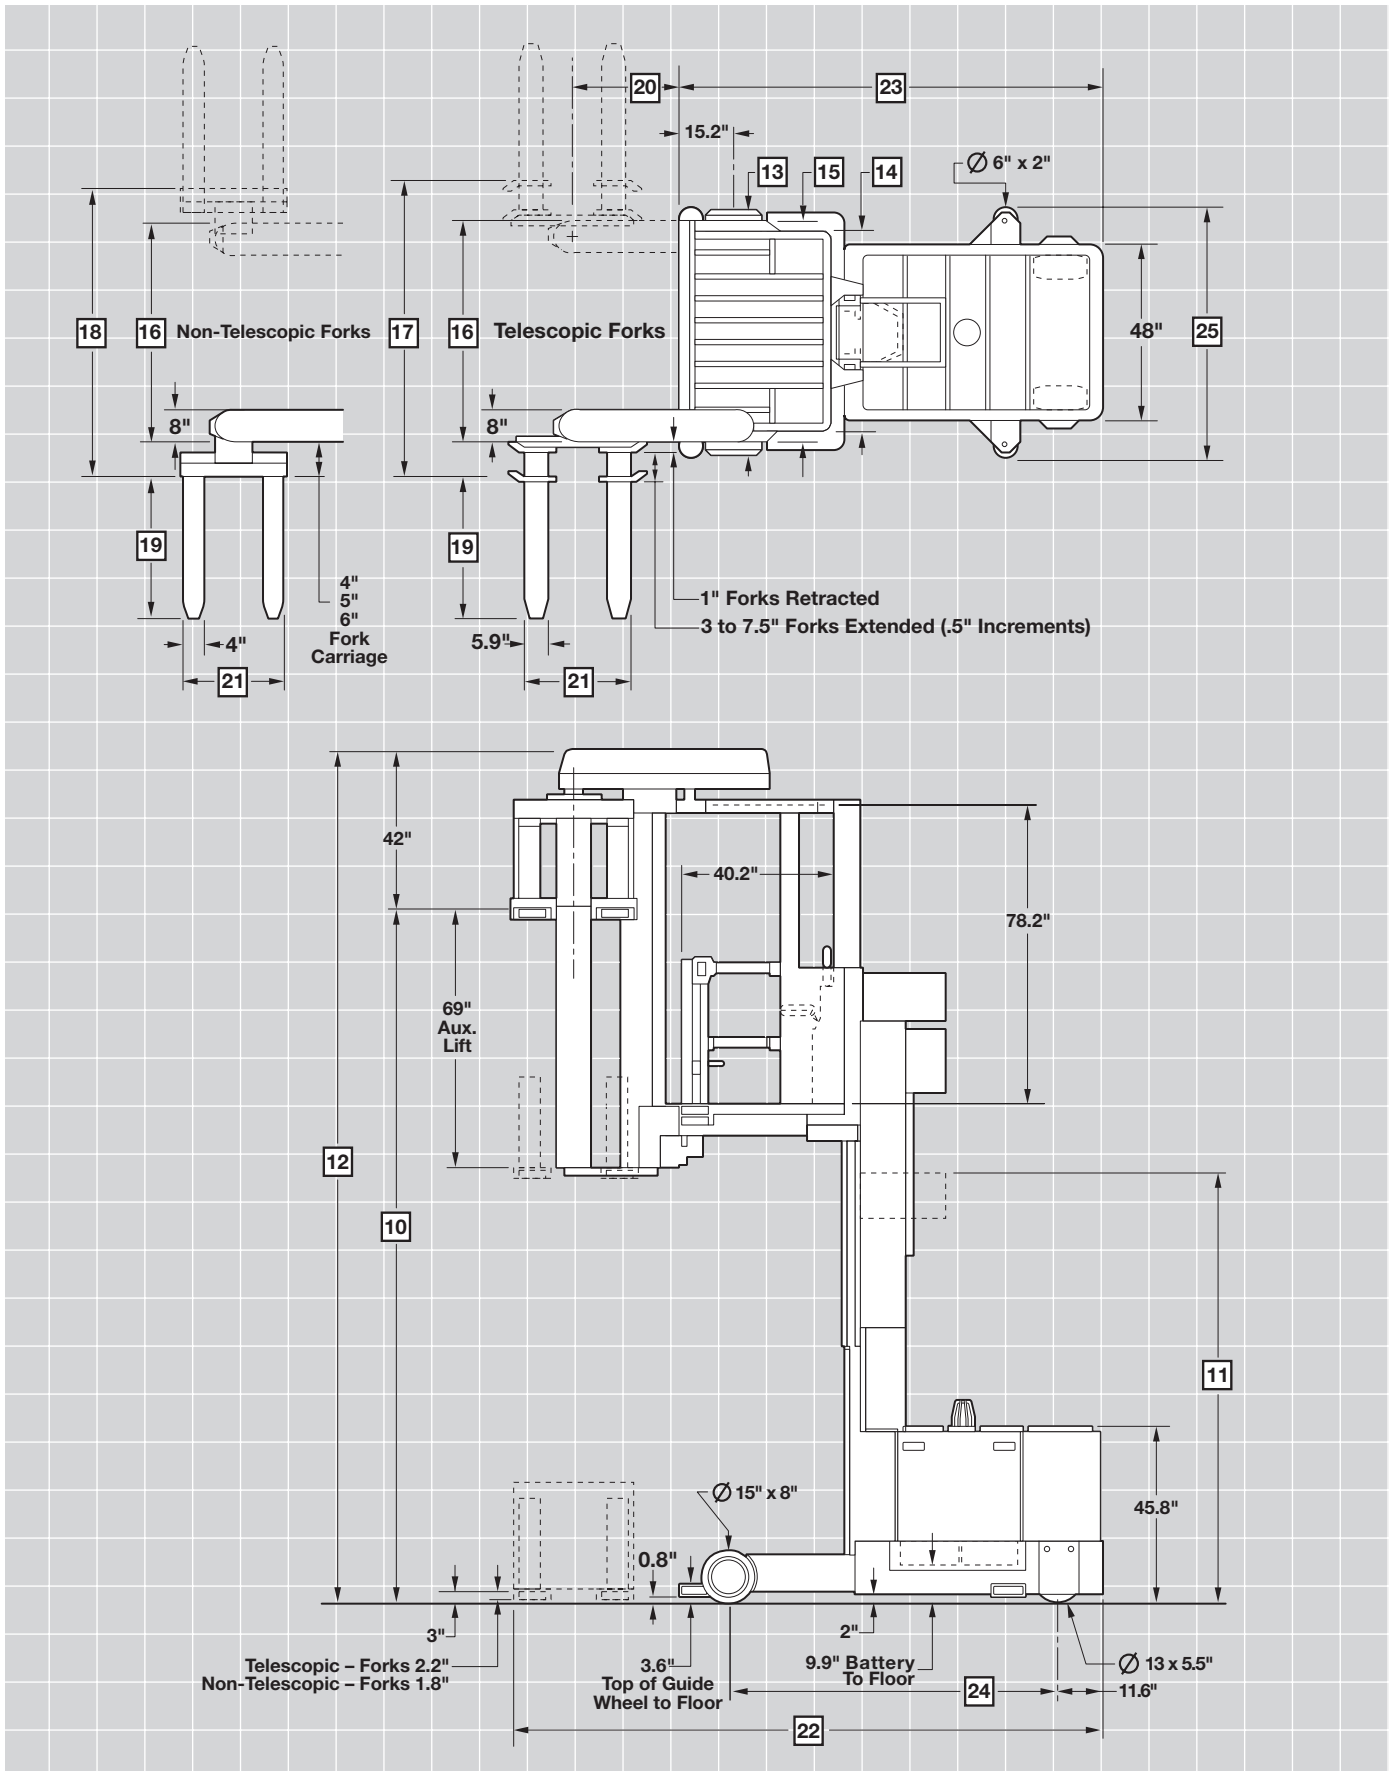 20
23
15.2"
13
15
14
Ø 6" x 2"
18
16
Non-Telescopic Forks
17
16
Telescopic Forks
48"
25
8"
8"
19
19
4"
5"
6"
Fork
Carriage
1" Forks Retracted
3 to 7.5" Forks Extended (.5" Increments)
4"
5.9"
21
21
42"
40.2"
78.2"
69"
Aux.
Lift
12
10
11
Ø 15" x 8"
45.8"
0.8"
3"
2"
Telescopic – Forks 2.2"
Non-Telescopic – Forks 1.8"
3.6"
Top of Guide
Wheel to Floor
9.9" Battery
To Floor
Ø 13 x 5.5"
24
11.6"
22